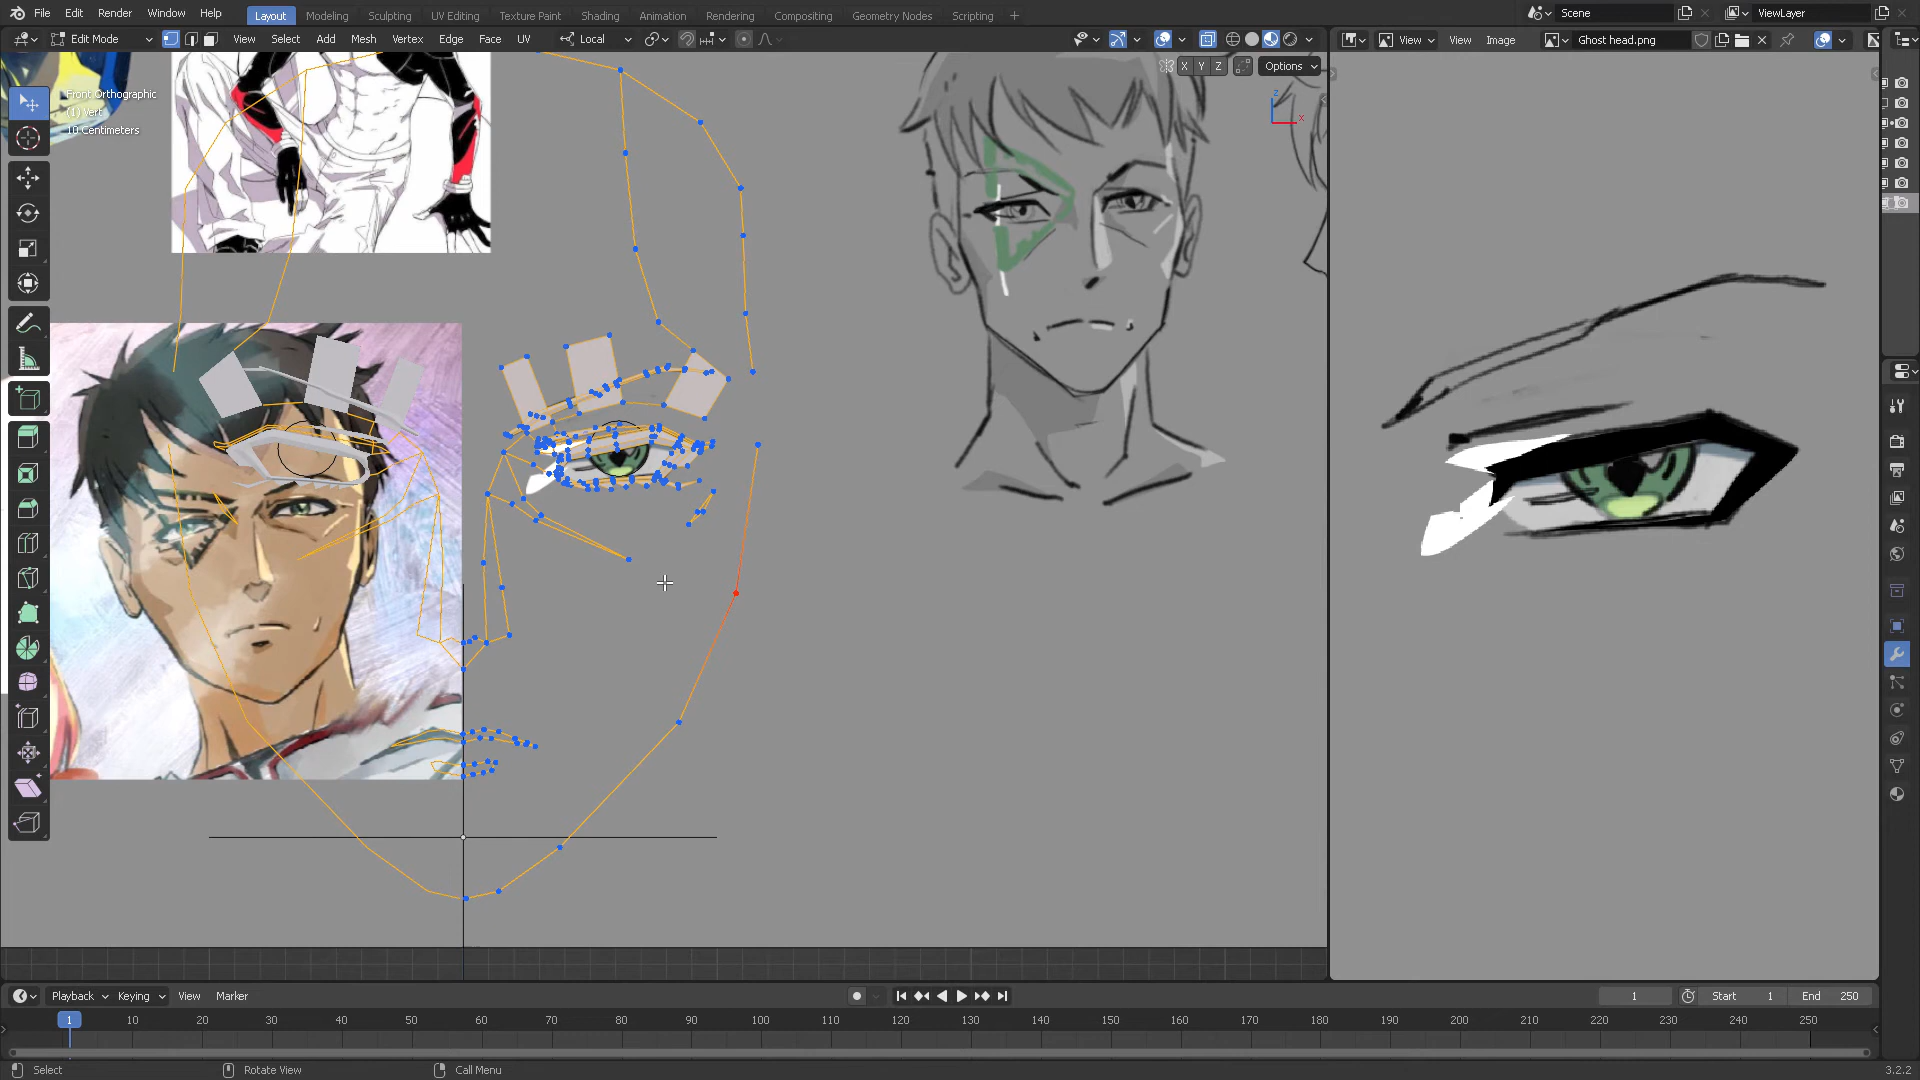 File Edit Render Window Help Layout Modeling Sculpting UV Editing Texture Paint Shading Animation Rendering Compositing Geometry Nodes Scripting + Scene ViewLayer
Edit Mode View Select Add Mesh Vertex Edge Face UV Local View View Image Ghost head.png
X Y Z Options
Front Orthographic
(1) Vert
10 Centimeters
Z
X
Playback Keying View Marker 1 Start 1 End 250
1 10 20 30 40 50 60 70 80 90 100 110 120 130 140 150 160 170 180 190 200 210 220 230 240 250
Select Rotate View Call Menu 3.2.2